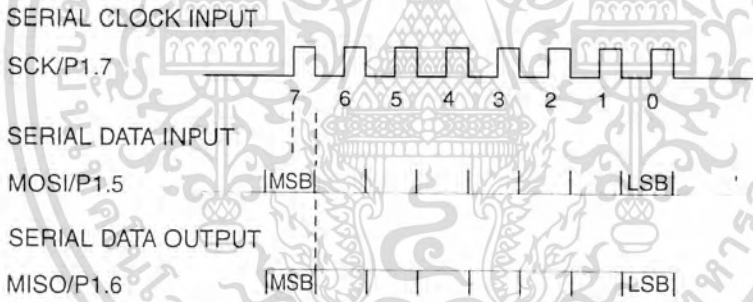 SERIAL CLOCK INPUT
SCK/P1.7
7 6 5 4 3 2 1 0
SERIAL DATA INPUT
MOSI/P1.5 MSB LSB
SERIAL DATA OUTPUT
MISO/P1.6 MSB LSB